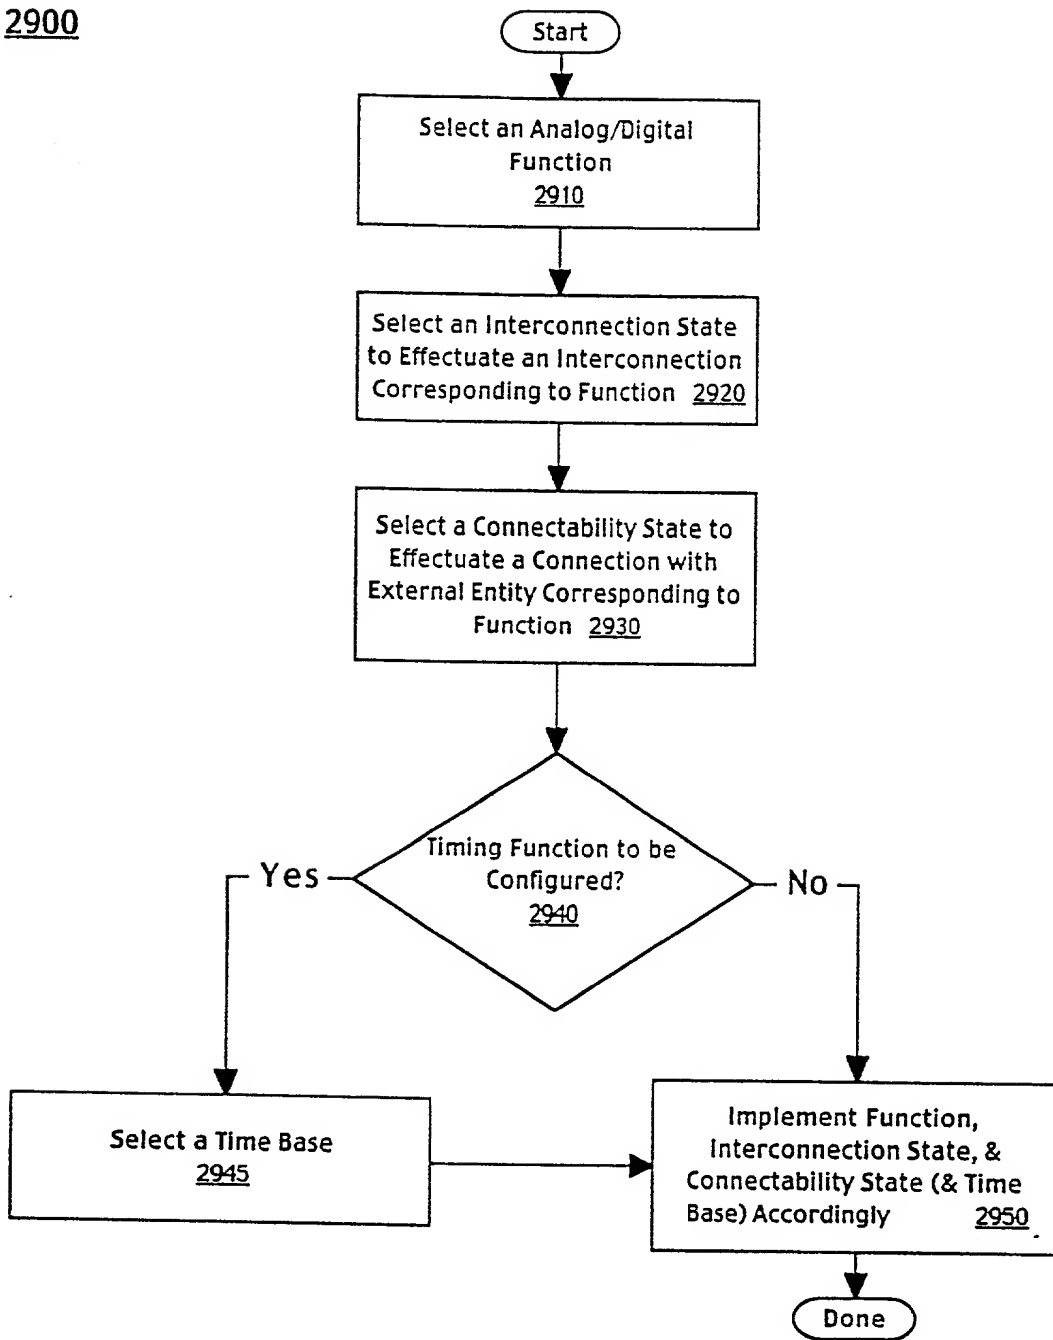 2900
Start
Select an Analog/Digital
Function
2910
Select an Interconnection State
to Effectuate an Interconnection
Corresponding to Function 2920
Select a Connectability State to
Effectuate a Connection with
External Entity Corresponding to
Function 2930
Timing Function to be
Configured?
2940
Yes
No
Select a Time Base
2945
Implement Function,
Interconnection State, &
Connectability State (& Time
Base) Accordingly 2950
Done